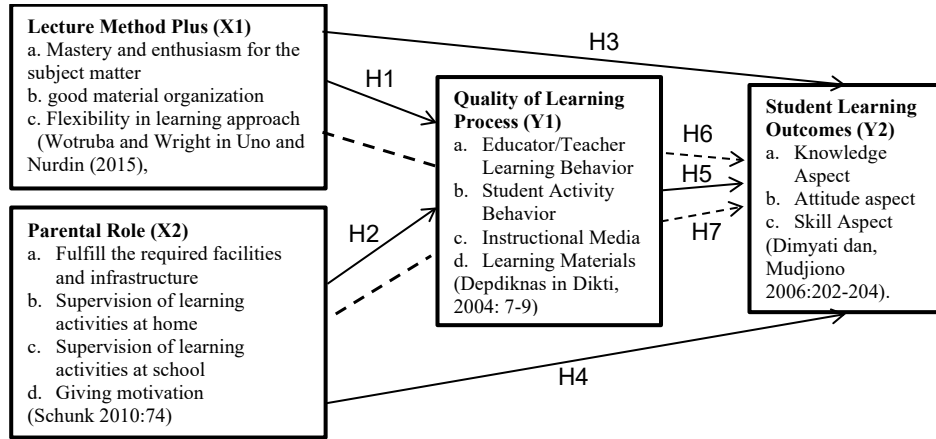 Lecture Method Plus (X1)
a. Mastery and enthusiasm for the
subject matter
b. good material organization
c. Flexibility in learning approach
(Wotruba and Wright in Uno and
Nurdin (2015),
Parental Role (X2)
a. Fulfill the required facilities
and infrastructure
b. Supervision of learning
activities at home
c. Supervision of learning
activities at school
d. Giving motivation
(Schunk 2010:74)
H1
H2
H3
H4
Quality of Learning
Process (Y1)
a. Educator/Teacher
Learning Behavior
b. Student Activity
Behavior
c. Instructional Media
d. Learning Materials
(Depdiknas in Dikti,
2004: 7-9)
H6
H5
H7
Student Learning
Outcomes (Y2)
a. Knowledge
Aspect
b. Attitude aspect
c. Skill Aspect
(Dimyati dan,
Mudjiono
2006:202-204).